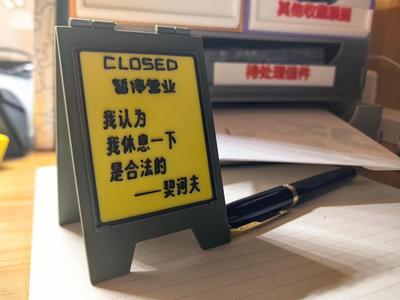 其他收藏票据
待处理信件
CLOSED
暂停营业
我认为
我休息一下
是合法的
——契诃夫